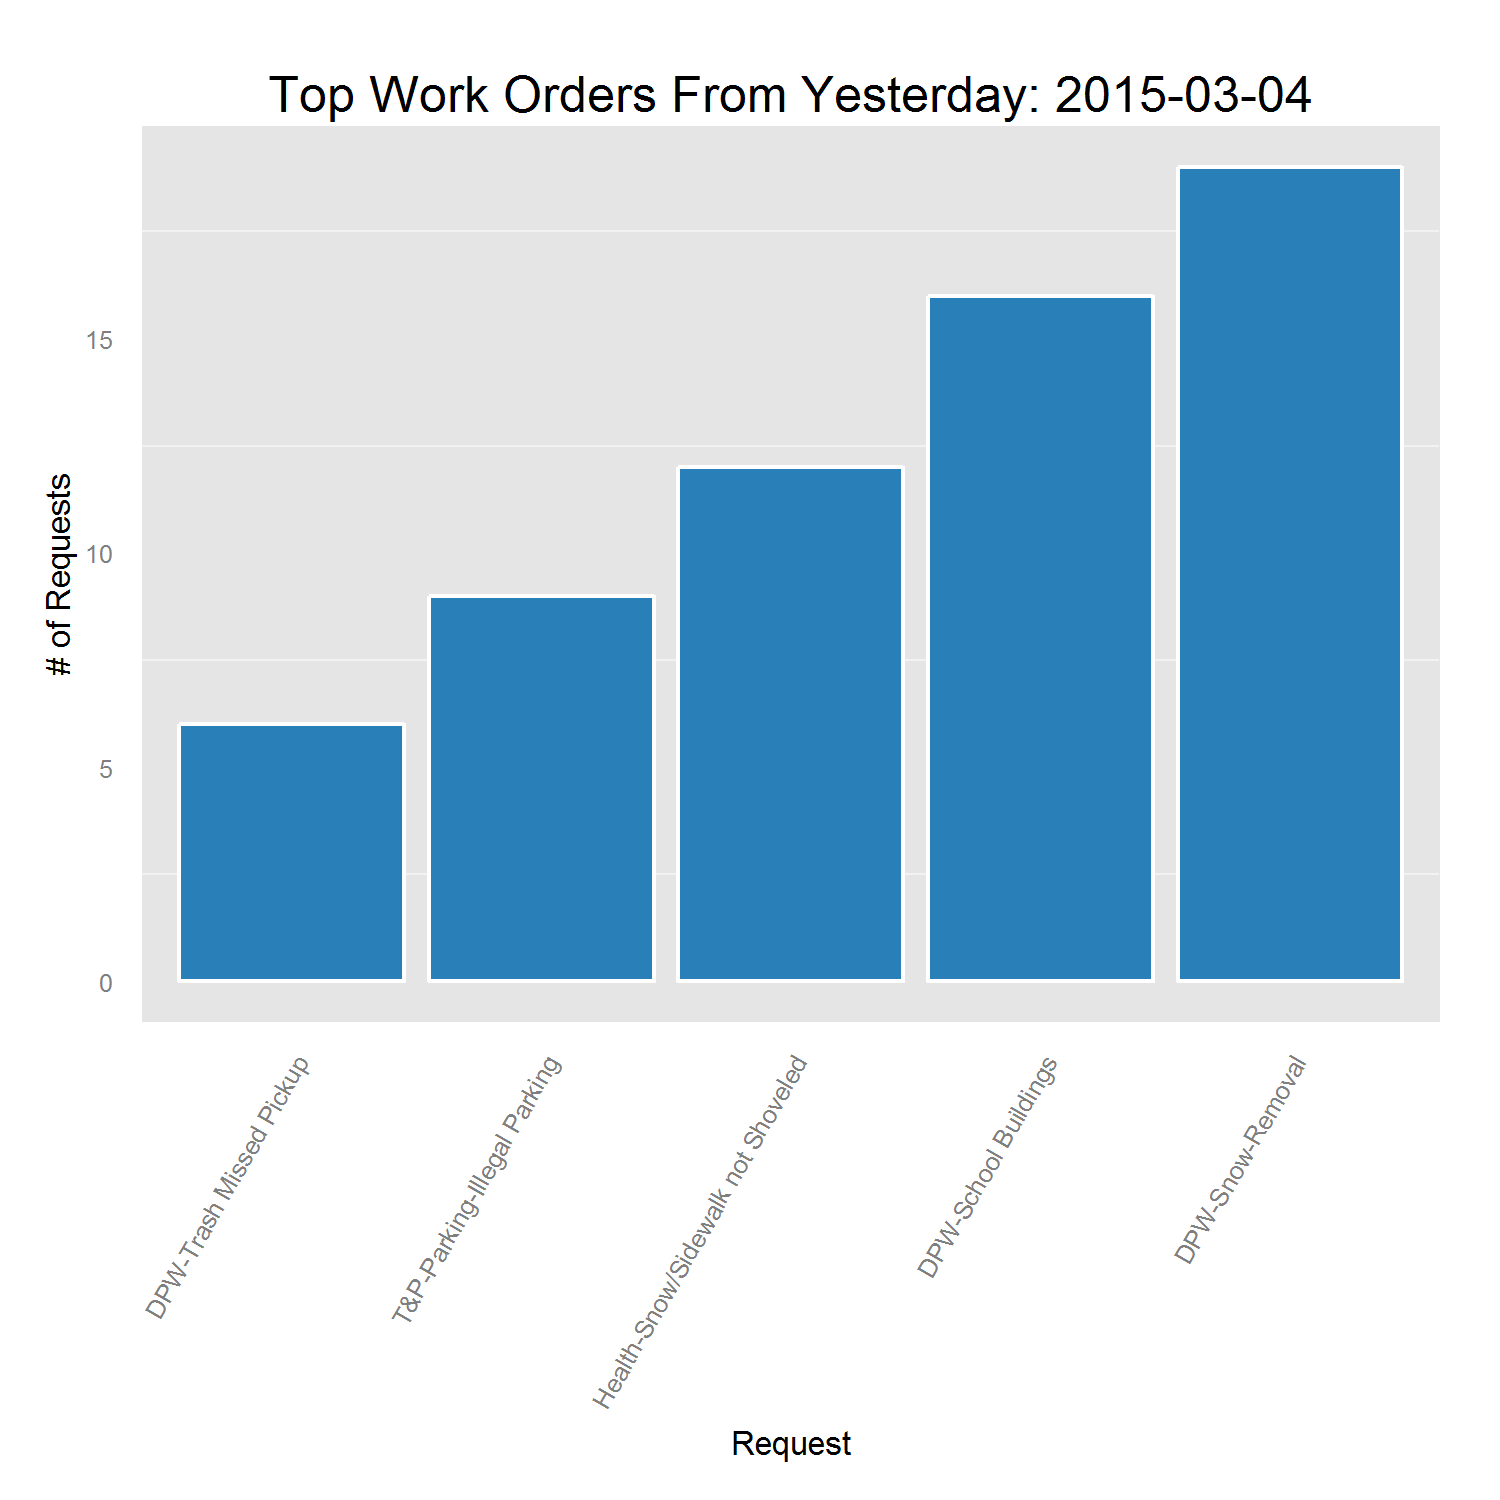 Top Work Orders From Yesterday: 2015-03-04
# of Requests
15
10
5
0
DPW-Trash Missed Pickup
T&P-Parking-Illegal Parking
Health-Snow/Sidewalk not Shoveled
DPW-School Buildings
DPW-Snow-Removal
Request